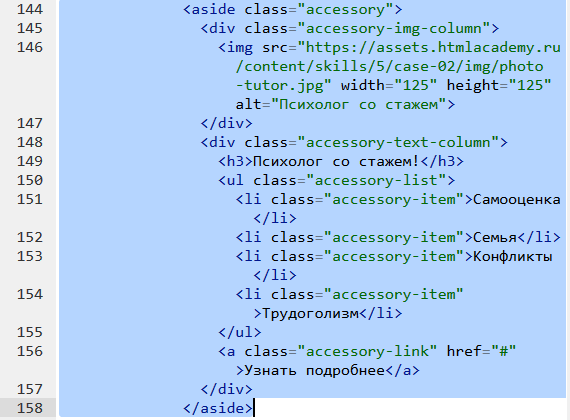 144 <aside class="accessory">
145 <div class="accessory-img-column">
146 <img src="https://assets.htmlacademy.ru
/content/skills/5/case-02/img/photo
-tutor.jpg" width="125" height="125"
alt="Психолог со стажем">
147 </div>
148 <div class="accessory-text-column">
149 <h3>Психолог со стажем!</h3>
150 <ul class="accessory-list">
151 <li class="accessory-item">Самооценка
</li>
152 <li class="accessory-item">Семья</li>
153 <li class="accessory-item">Конфликты
</li>
154 <li class="accessory-item"
>Трудоголизм</li>
155 </ul>
156 <a class="accessory-link" href="#"
>Узнать подробнее</a>
157 </div>
158 </aside>